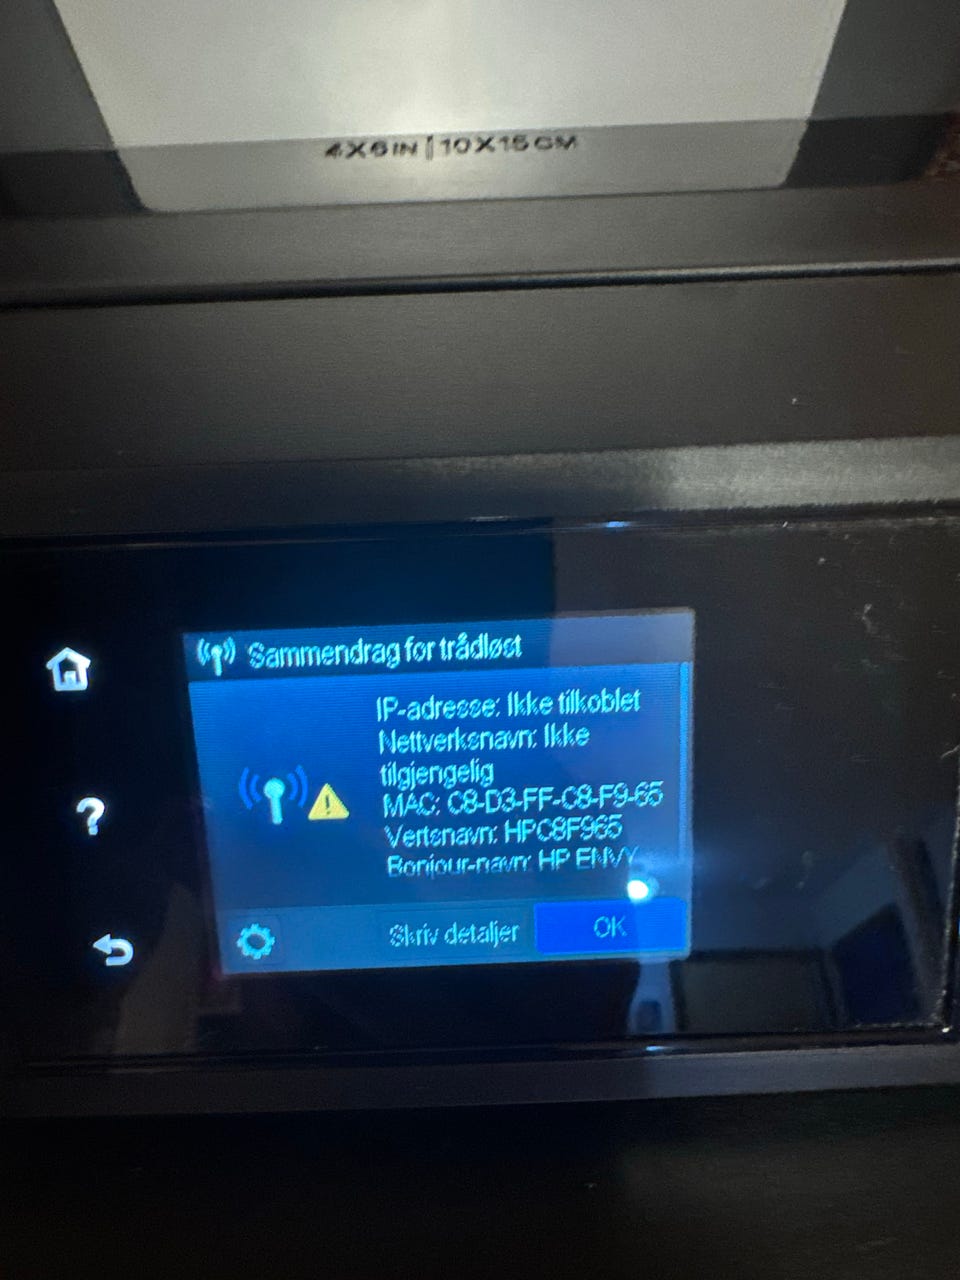 4X6IN | 10X15CM
Sammendrag for trådløst
IP-adresse: Ikke tilkoblet
Nettverksnavn: Ikke
tilgjengelig
MAC: C8-D3-FF-C8-F9-65
Vertsnavn: HPC8F965
Bonjour-navn: HP ENVY
?
Skriv detaljer
OK